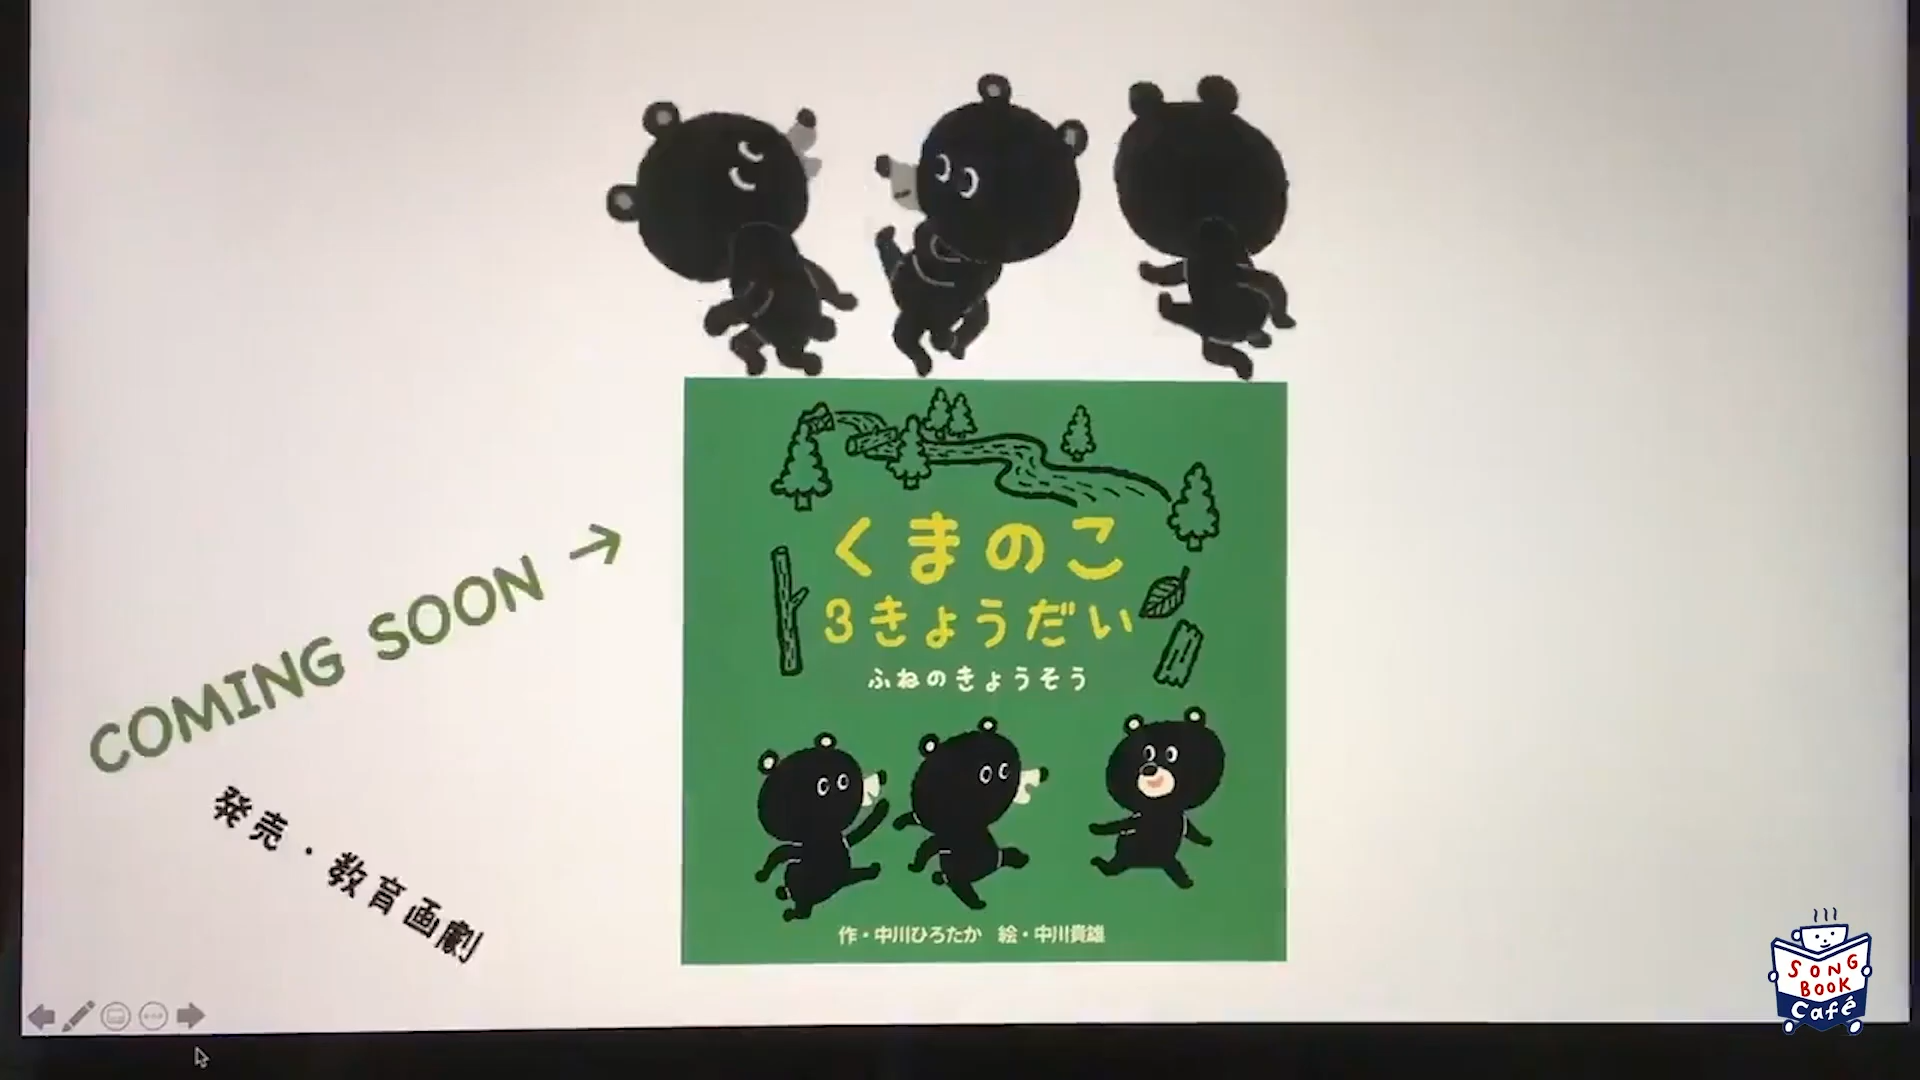 COMING SOON →
発売・教育画劇
くまのこ
3きょうだい
ふねのきょうそう
作・中川ひろたか 絵・中川貴雄
SONG
BOOK
Café